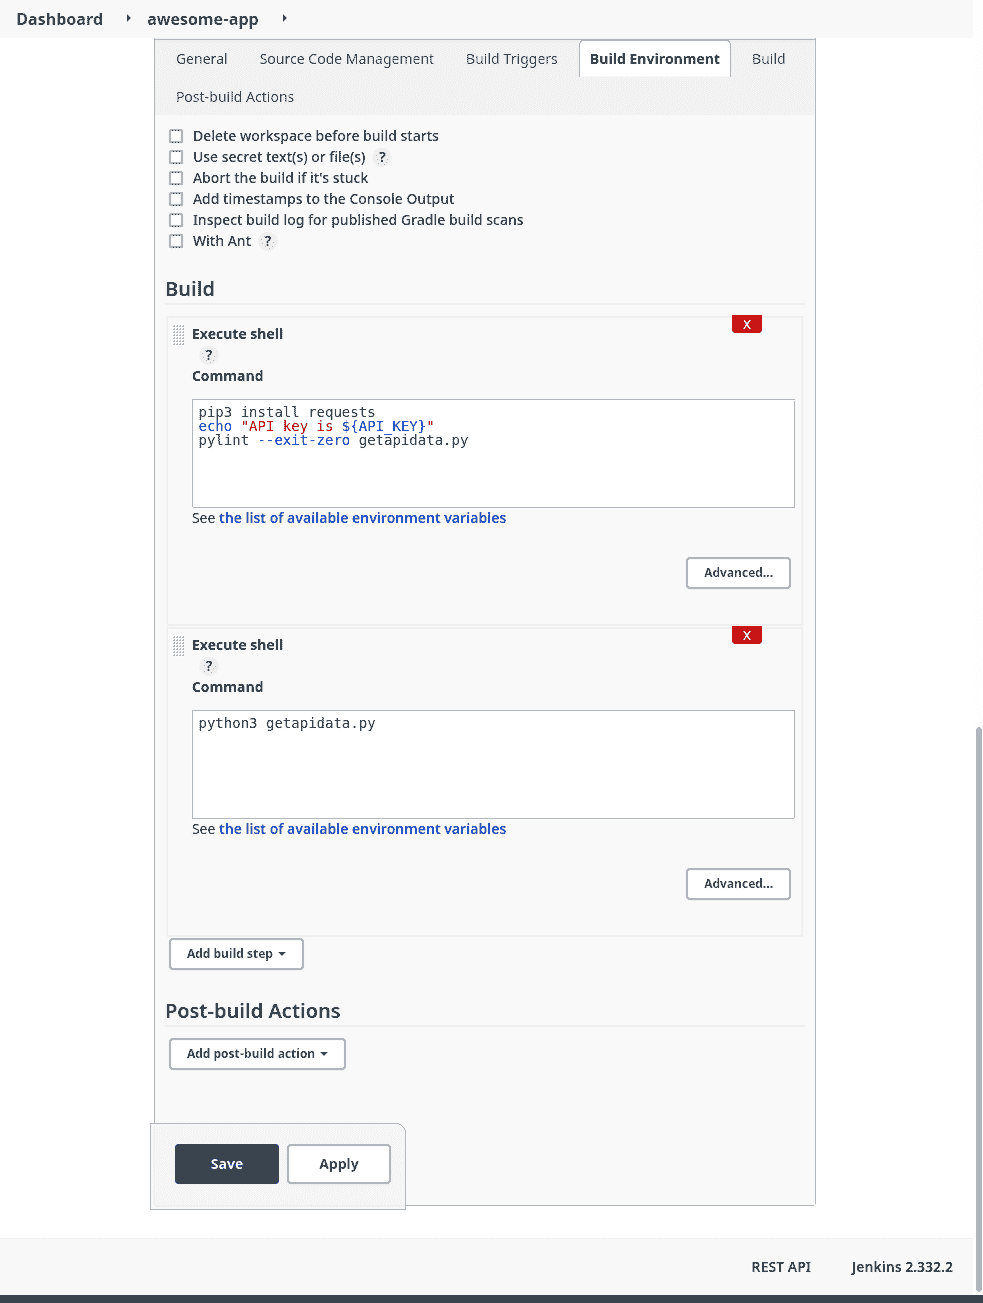 Dashboard awesome-app
General Source Code Management Build Triggers Build Environment Build
Post-build Actions
Delete workspace before build starts
Use secret text(s) or file(s) ?
Abort the build if it's stuck
Add timestamps to the Console Output
Inspect build log for published Gradle build scans
With Ant ?
Build
X
Execute shell
?
Command
pip3 install requests
echo "API key is ${API_KEY}"
pylint --exit-zero getapidata.py
See the list of available environment variables
Advanced...
X
Execute shell
?
Command
python3 getapidata.py
See the list of available environment variables
Advanced...
Add build step
Post-build Actions
Add post-build action
Save Apply
REST API Jenkins 2.332.2